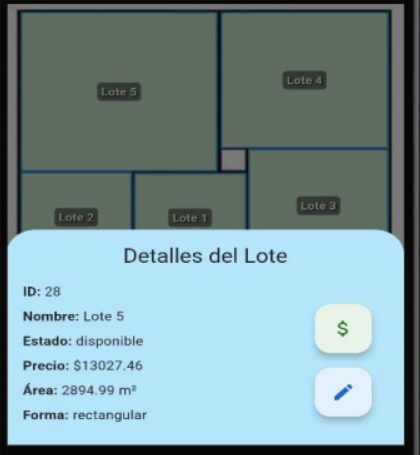 Lote 5
Lote 4
Lote 2
Lote 1
Lote 3
Detalles del Lote
ID: 28
Nombre: Lote 5
Estado: disponible
Precio: $13027.46
Área: 2894.99 m²
Forma: rectangular
$